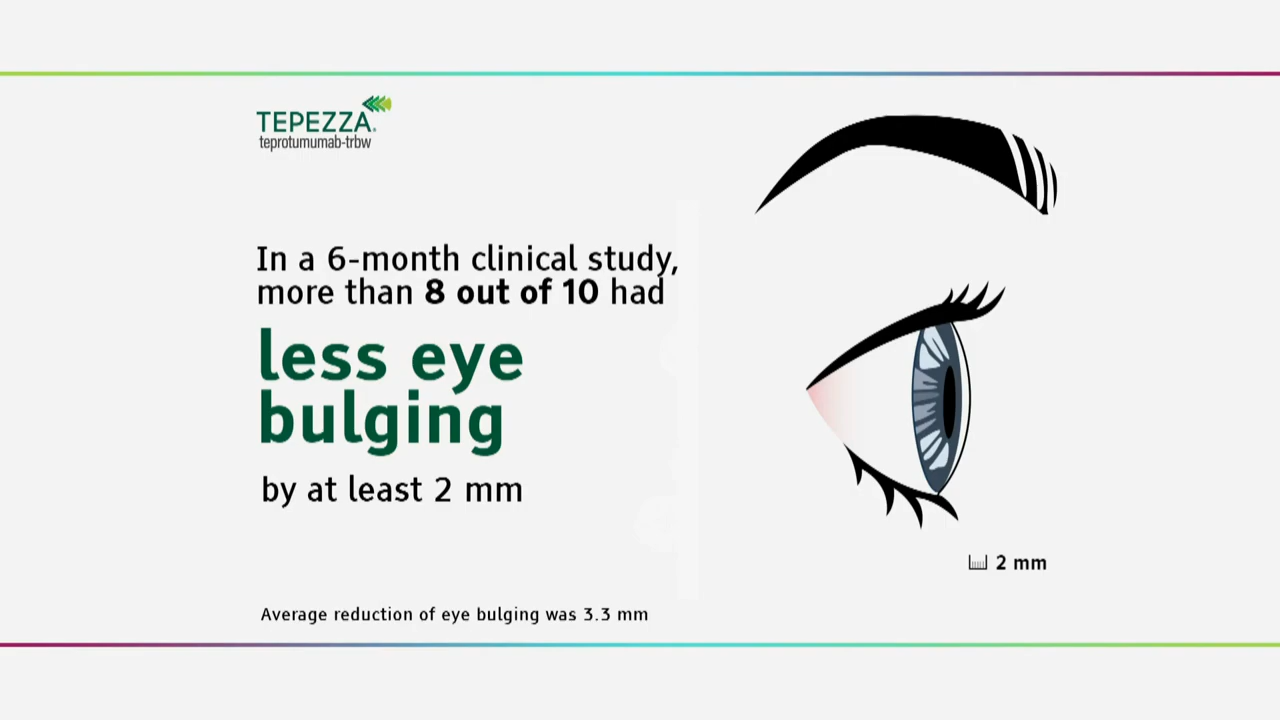 TEPEZZA®
teprotumumab-trbw
In a 6-month clinical study,
more than 8 out of 10 had
less eye
bulging
by at least 2 mm
2 mm
Average reduction of eye bulging was 3.3 mm